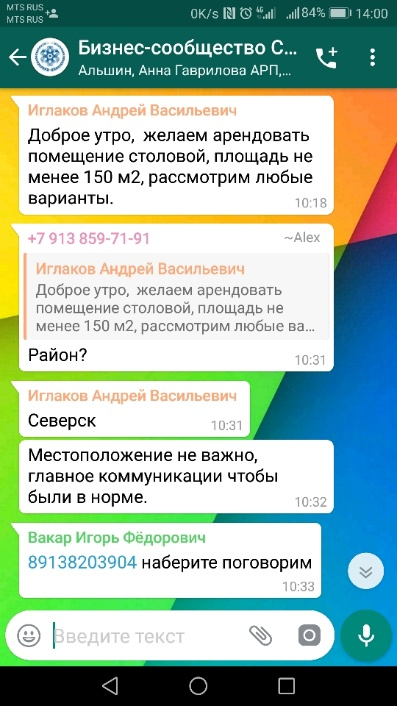 MTS RUS
MTS RUS
0K/s 84% 14:00
Бизнес-сообщество С...
Альшин, Анна Гаврилова АРП,...
Иглаков Андрей Васильевич
Доброе утро, желаем арендовать
помещение столовой, площадь не
менее 150 м2, рассмотрим любые
варианты.
10:18
+7 913 859-71-91 ~Alex
Иглаков Андрей Васильевич
Доброе утро, желаем арендовать
помещение столовой, площадь не
менее 150 м2, рассмотрим любые ва...
Район?
10:31
Иглаков Андрей Васильевич
Северск
10:31
Местоположение не важно,
главное коммуникации чтобы
были в норме.
10:32
Вакар Игорь Фёдорович
89138203904 наберите поговорим
10:33
Введите текст